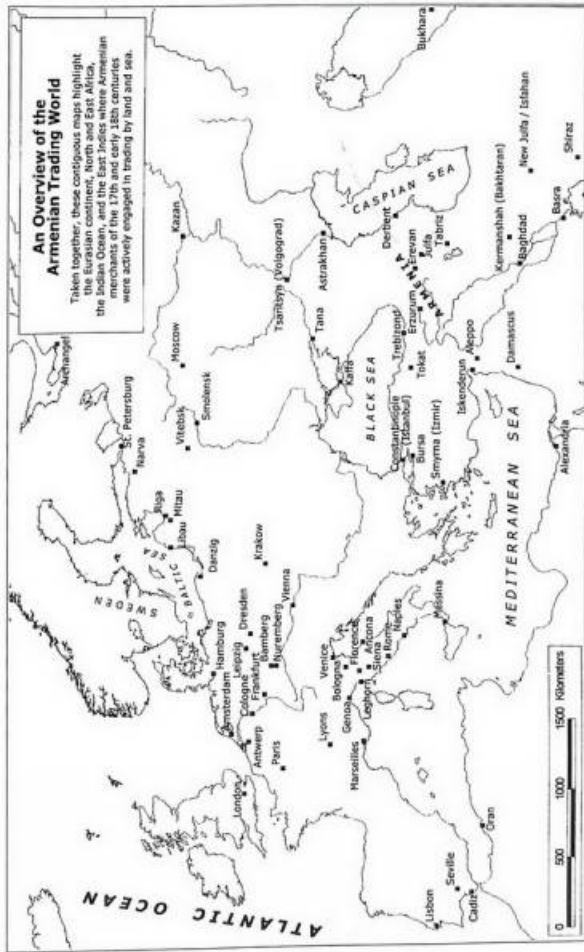 An Overview of the
Armenian Trading World
Taken together, these contiguous maps highlight
the Eurasian continent, North and East Africa,
the Indian Ocean, and the East Indies where Armenian
merchants of the 17th and early 18th centuries
were actively engaged in trading by land and sea.
Archangel
St. Petersburg
Narva
SWEDEN
BALTIC
SEA
Riga
Mitau
Libau
Danzig
Vitebsk
Smolensk
Moscow
Kazan
Hamburg
Amsterdam
London
Antwerp
Cologne
Leipzig
Dresden
Frankfurt
Bamberg
Nuremberg
Krakow
Vienna
Paris
ATLANTIC OCEAN
Tsaritsyn (Volgograd)
Astrakhan
Tana
Kaffa
Bukhara
Lyons
Venice
Bologna
Genoa
Florence
Leghorn
Ancona
Siena
Marseilles
Rome
Naples
Messina
BLACK SEA
CASPIAN SEA
Derbent
Constantinople
(Istanbul)
Bursa
Smyrna (Izmir)
Trebizond
Tokat
Erzurum
ARMENIA
Erevan
Julfa
Tabriz
Lisbon
Seville
Cadiz
Oran
MEDITERRANEAN SEA
Iskenderun
Aleppo
Damascus
Alexandria
Kermanshah (Bakhtaran)
Baghdad
New Julfa / Isfahan
Basra
Shiraz
0
500
1000
1500 Kilometers